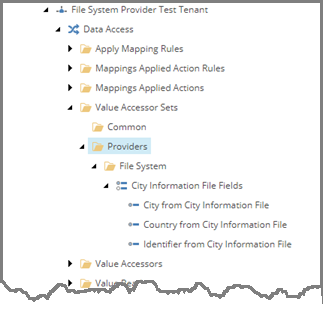 File System Provider Test Tenant
Data Access
Apply Mapping Rules
Mappings Applied Action Rules
Mappings Applied Actions
Value Accessor Sets
Common
Providers
File System
City Information File Fields
City from City Information File
Country from City Information File
Identifier from City Information File
Value Accessors
Value